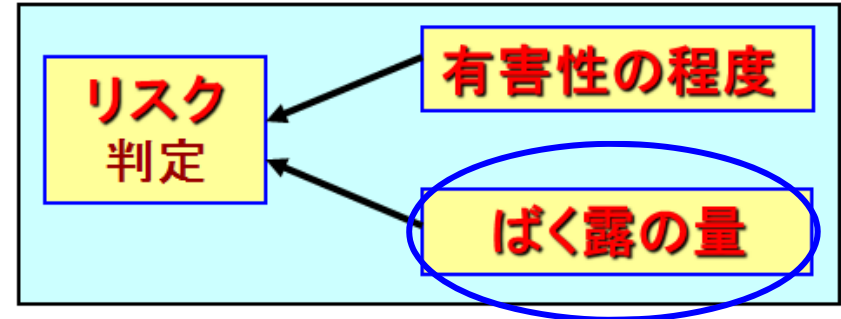 リスク
判定
有害性の程度
ばく露の量